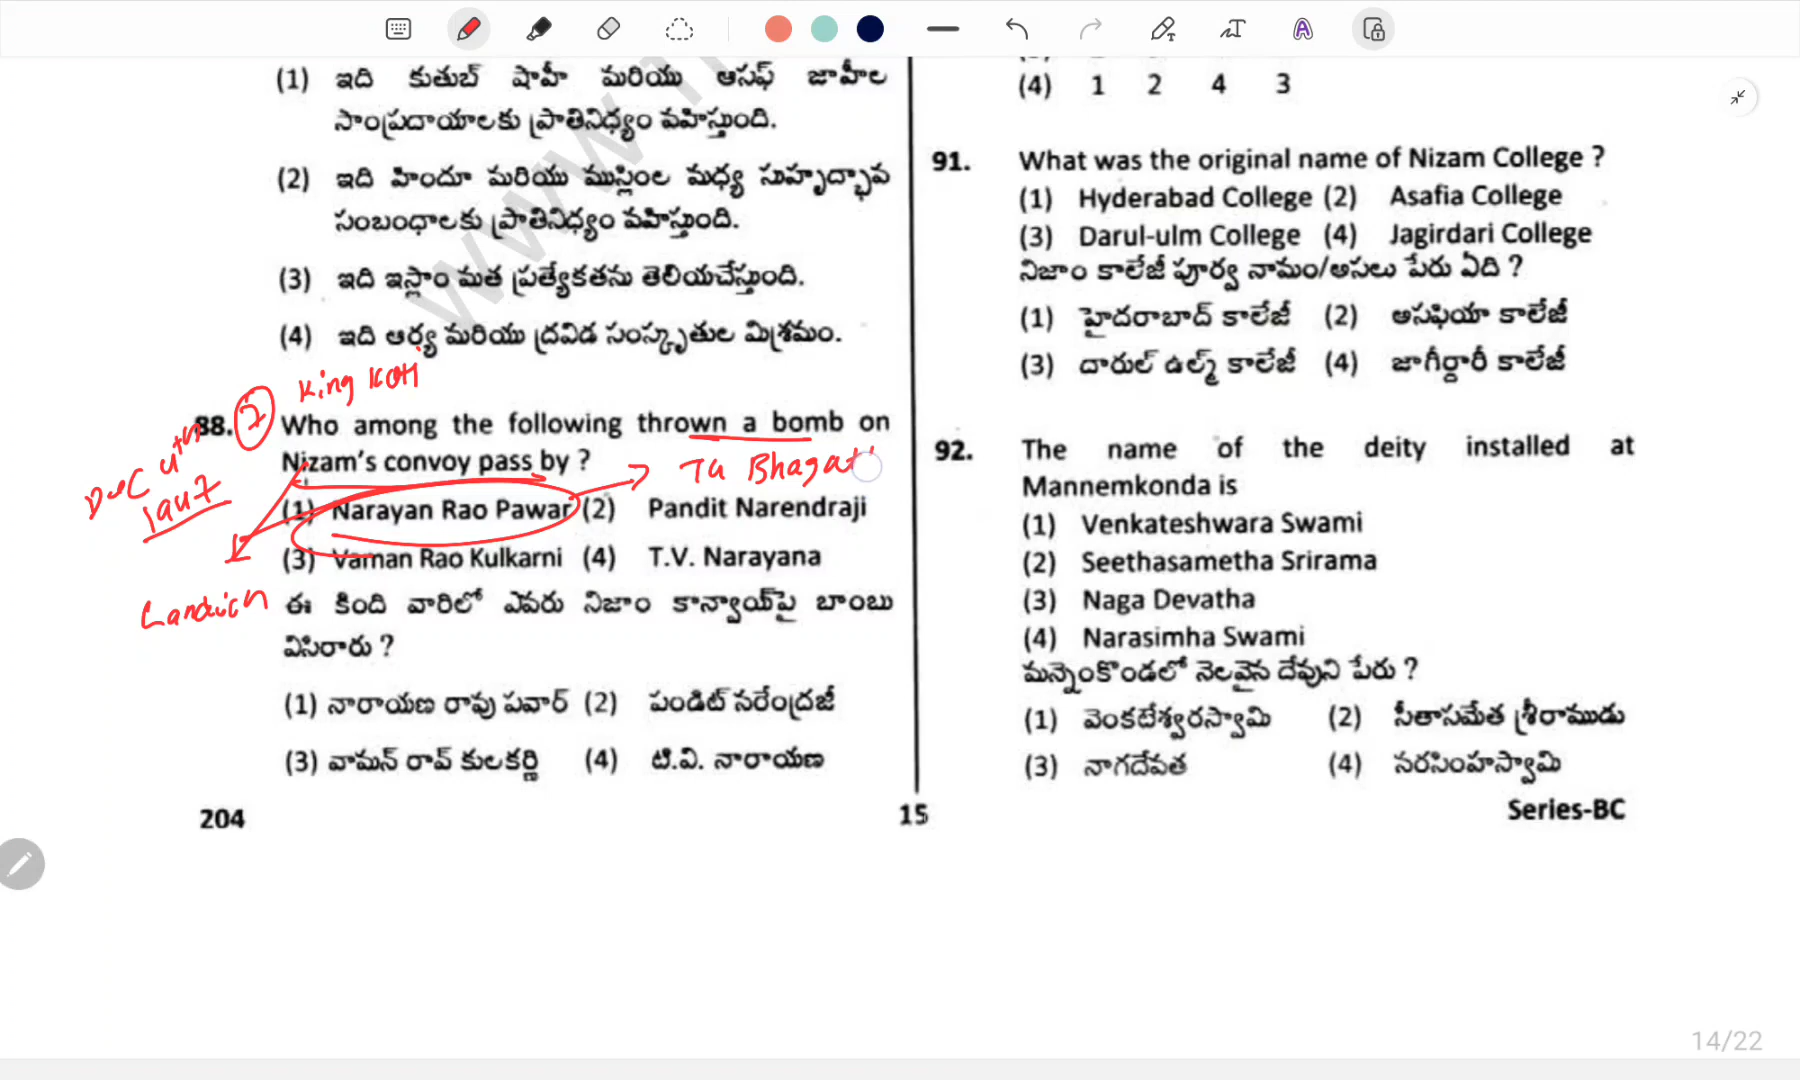 (1) ఇది కుతుబ్ షాహీ మరియు ఆసఫ్ జాహీల
సాంప్రదాయాలకు ప్రాతినిధ్యం వహిస్తుంది.
(2) ఇది హిందూ మరియు ముస్లింల మధ్య సుహృద్భావ
సంబంధాలకు ప్రాతినిధ్యం వహిస్తుంది.
(3) ఇది ఇస్లాం మత ప్రత్యేకతను తెలియచేస్తుంది.
(4) ఇది ఆర్య మరియు ద్రవిడ సంస్కృతుల మిశ్రమం.
King Koti
88. Who among the following thrown a bomb on
Nizam's convoy pass by ?
Dec 4th
1947
Ta Bhagat
(1) Narayan Rao Pawar (2) Pandit Narendraji
(3) Vaman Rao Kulkarni (4) T.V. Narayana
Sandwich
ఈ కింది వారిలో ఎవరు నిజాం కాన్వాయ్‌పై బాంబు
విసిరారు ?
(1) నారాయణ రావు పవార్ (2) పండిట్ నరేంద్రజీ
(3) వామన్ రావ్ కులకర్ణి (4) టి.వి. నారాయణ
204
15
(4) 1 2 4 3
91. What was the original name of Nizam College ?
(1) Hyderabad College (2) Asafia College
(3) Darul-ulm College (4) Jagirdari College
నిజాం కాలేజీ పూర్వ నామం/అసలు పేరు ఏది ?
(1) హైదరాబాద్ కాలేజీ (2) అసఫియా కాలేజీ
(3) దారుల్ ఉల్మ్ కాలేజీ (4) జాగీర్దారీ కాలేజీ
92. The name of the deity installed at
Mannemkonda is
(1) Venkateshwara Swami
(2) Seethasametha Srirama
(3) Naga Devatha
(4) Narasimha Swami
మన్నెంకొండలో నెలవైన దేవుని పేరు ?
(1) వెంకటేశ్వరస్వామి (2) సీతాసమేత శ్రీరాముడు
(3) నాగదేవత (4) నరసింహస్వామి
Series-BC
14/22